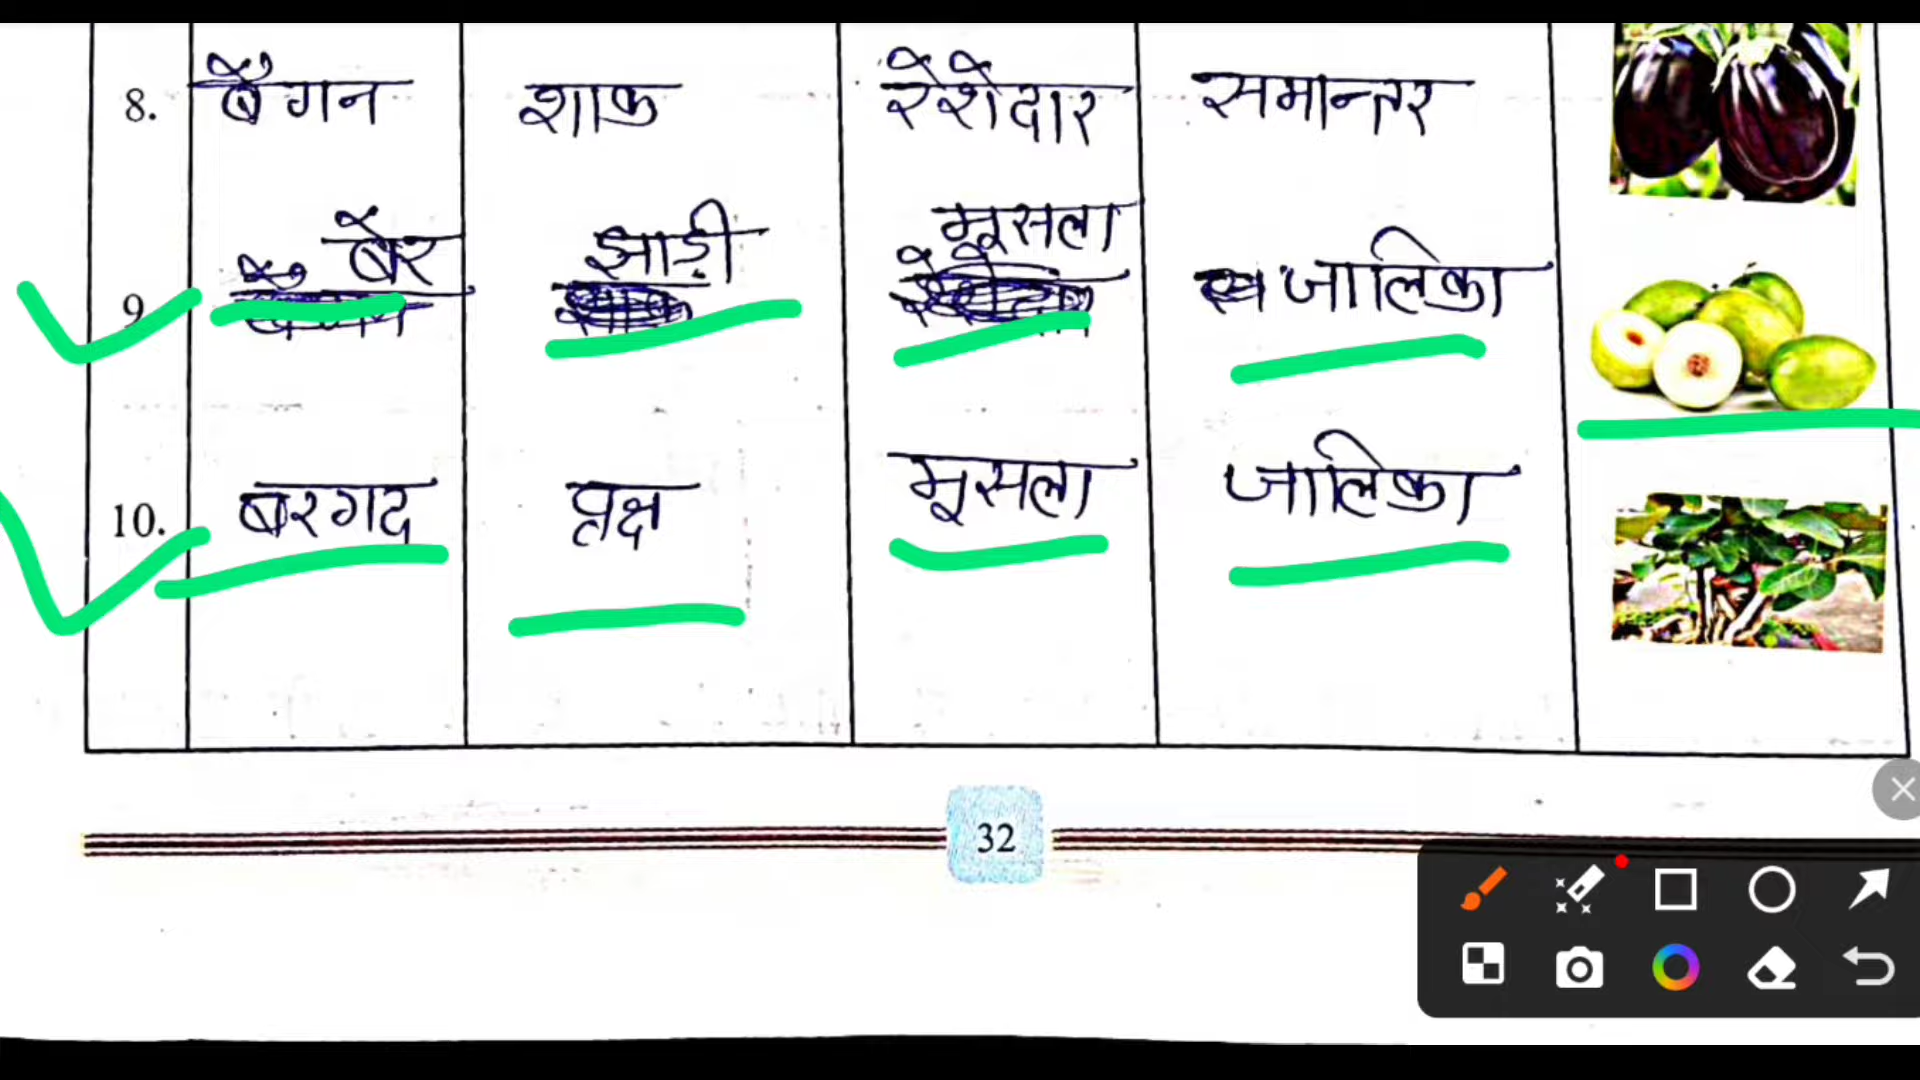 8. बैंगन शाक रेशेदार समान्तर
9 बेर झाड़ी मूसला जालिका
10. बरगद वृक्ष मूसला जालिका
32